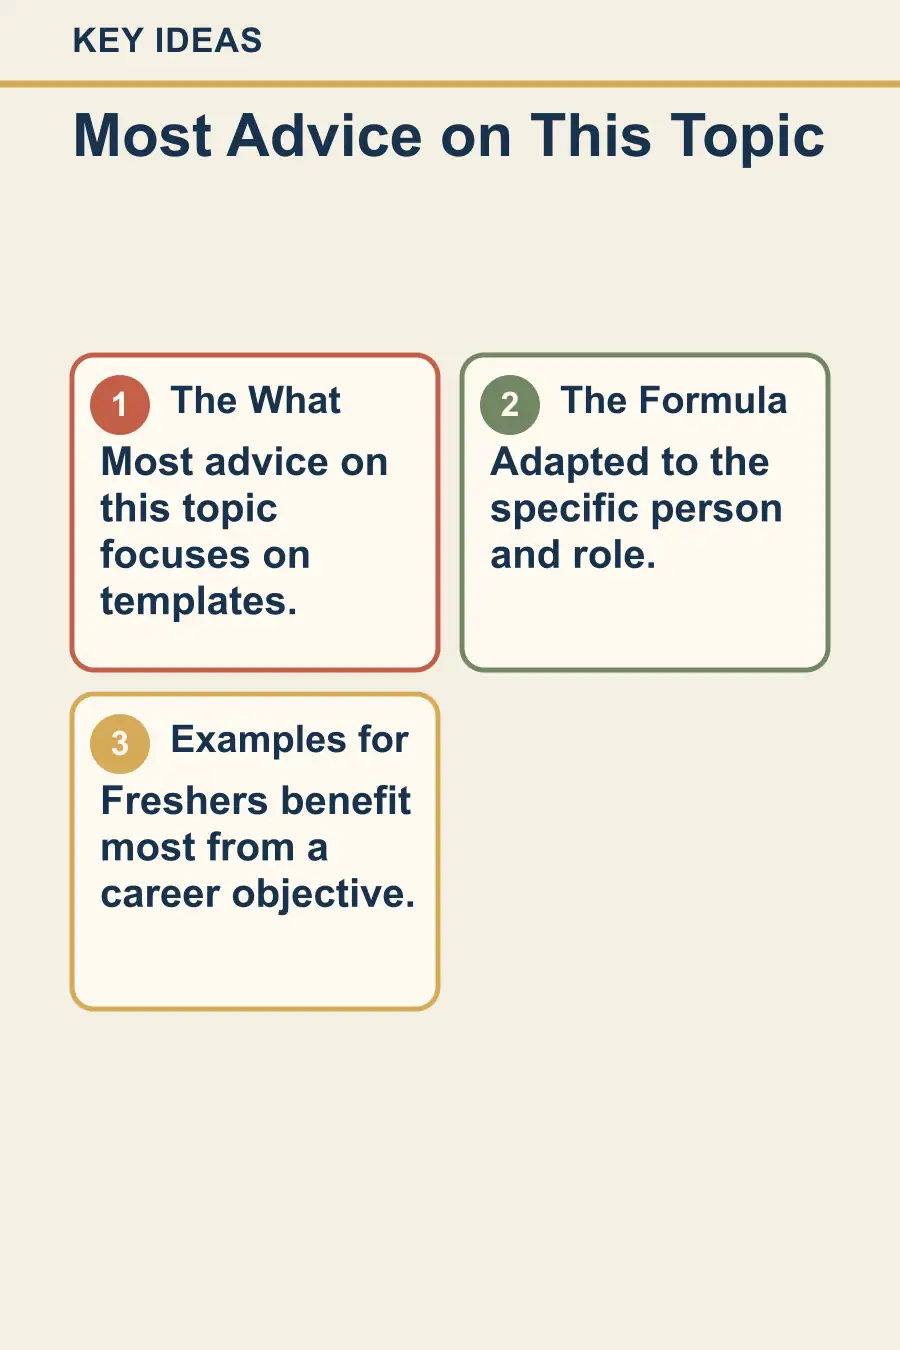 KEY IDEAS
Most Advice on This Topic
1
The What
Most advice on
this topic
focuses on
templates.
2
The Formula
Adapted to the
specific person
and role.
3
Examples for
Freshers benefit
most from a
career objective.